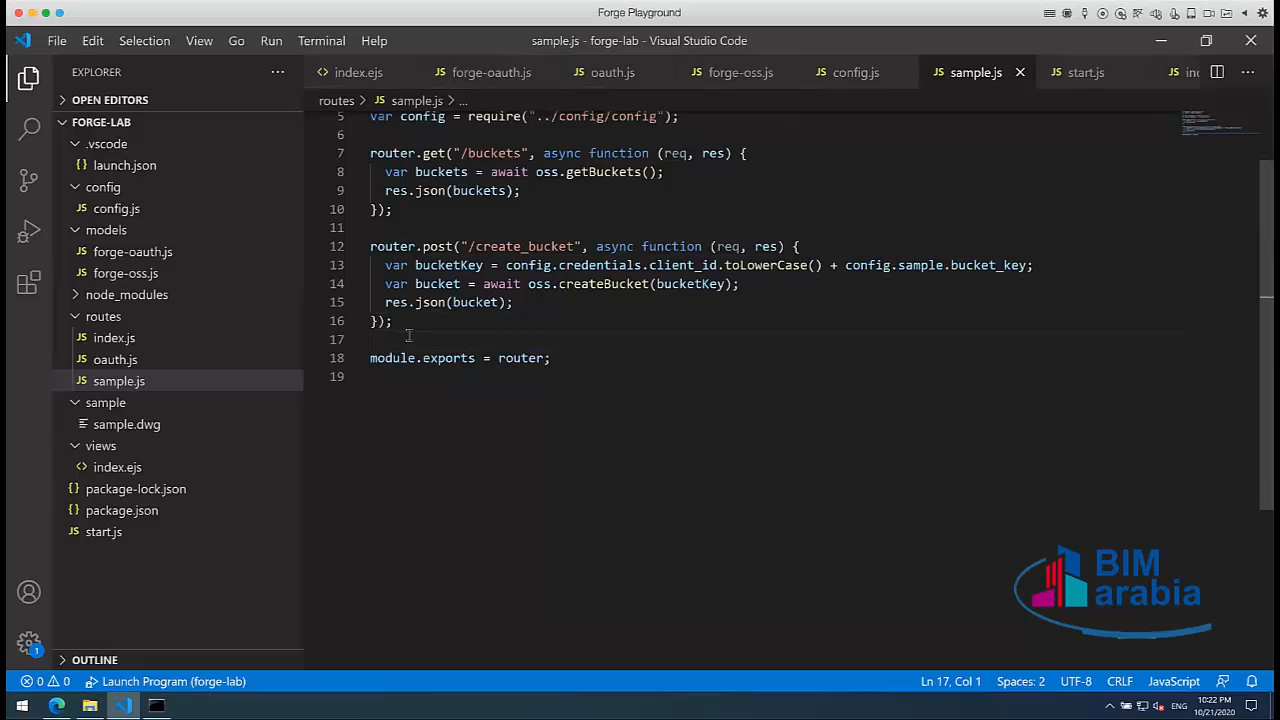 Forge Playground
File Edit Selection View Go Run Terminal Help
sample.js - forge-lab - Visual Studio Code
EXPLORER
index.ejs
forge-oauth.js
oauth.js
forge-oss.js
config.js
sample.js
start.js
OPEN EDITORS
routes > sample.js > ...
FORGE-LAB
.vscode
launch.json
config
config.js
models
forge-oauth.js
forge-oss.js
node_modules
routes
index.js
oauth.js
sample.js
sample
sample.dwg
views
index.ejs
package-lock.json
package.json
start.js
OUTLINE
5 var config = require("../config/config");
6
7 router.get("/buckets", async function (req, res) {
8 var buckets = await oss.getBuckets();
9 res.json(buckets);
10 });
11
12 router.post("/create_bucket", async function (req, res) {
13 var bucketKey = config.credentials.client_id.toLowerCase() + config.sample.bucket_key;
14 var bucket = await oss.createBucket(bucketKey);
15 res.json(bucket);
16 });
17
18 module.exports = router;
19
BIM
arabia
1
0 0 Launch Program (forge-lab)
Ln 17, Col 1 Spaces: 2 UTF-8 CRLF JavaScript
ENG
10:22 PM
10/21/2020